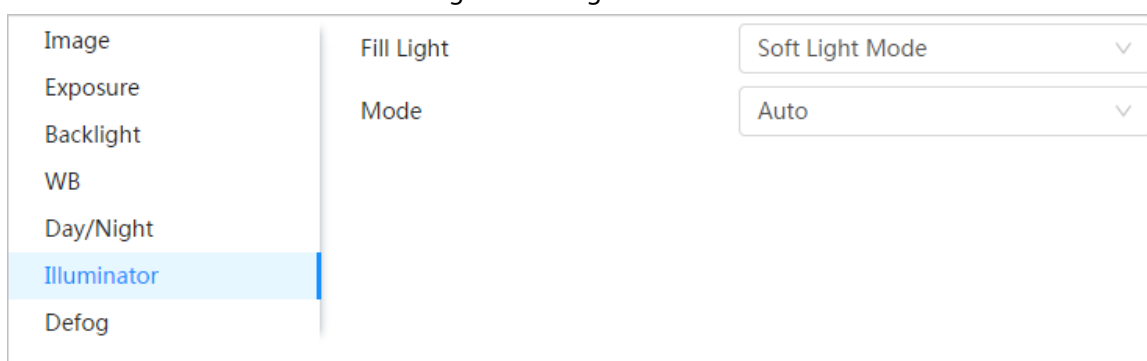 Image
Exposure
Backlight
WB
Day/Night
Illuminator
Defog
Fill Light
Soft Light Mode
Mode
Auto